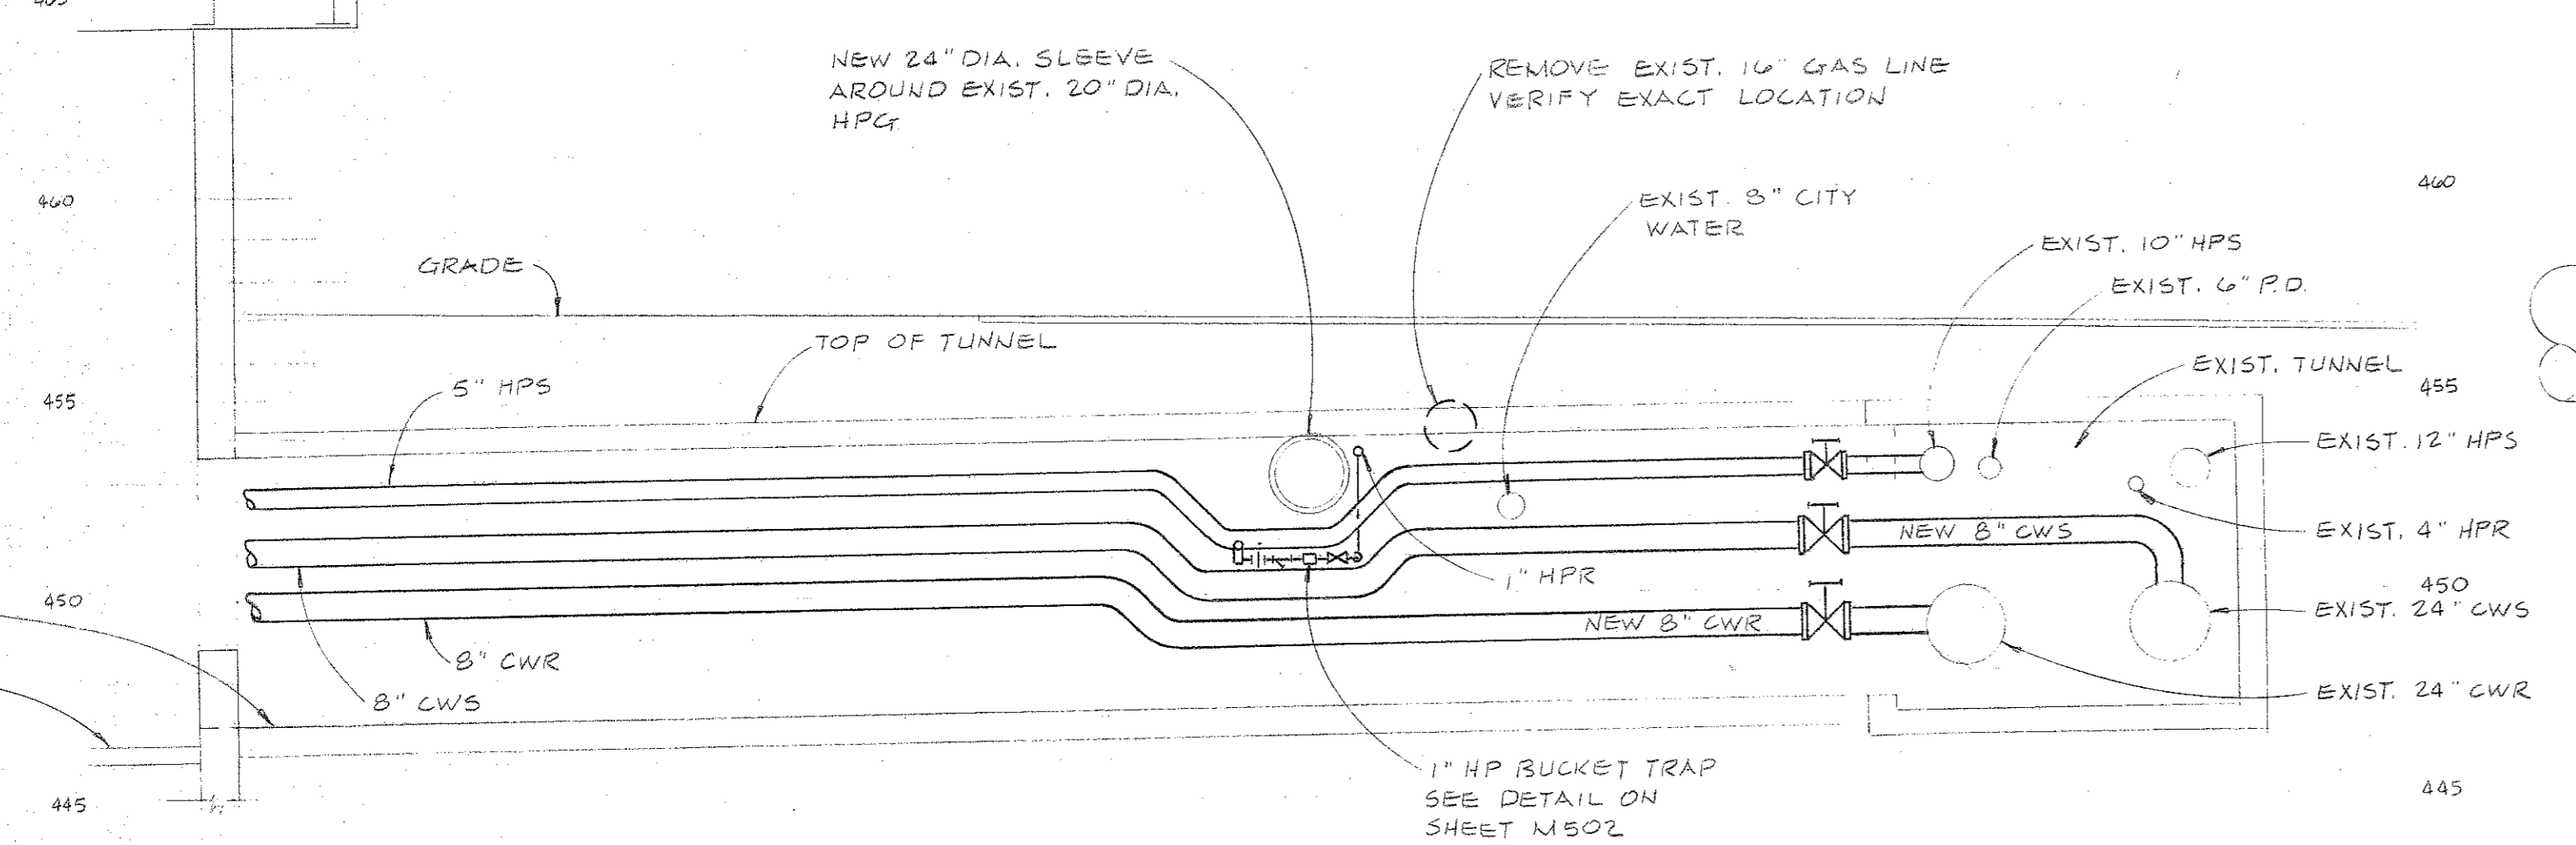 NEW 24" DIA. SLEEVE
AROUND EXIST. 20" DIA.
HPG
REMOVE EXIST. 16" GAS LINE
VERIFY EXACT LOCATION
460
460
EXIST. 8" CITY
WATER
EXIST. 10" HPS
EXIST. 6" P.D.
GRADE
TOP OF TUNNEL
EXIST. TUNNEL
455
455
5" HPS
EXIST. 12" HPS
EXIST. 4" HPR
NEW 8" CWS
1" HPR
450
450
EXIST. 24" CWS
NEW 8" CWR
8" CWR
8" CWS
EXIST. 24" CWR
1" HP BUCKET TRAP
SEE DETAIL ON
SHEET M502
445
445